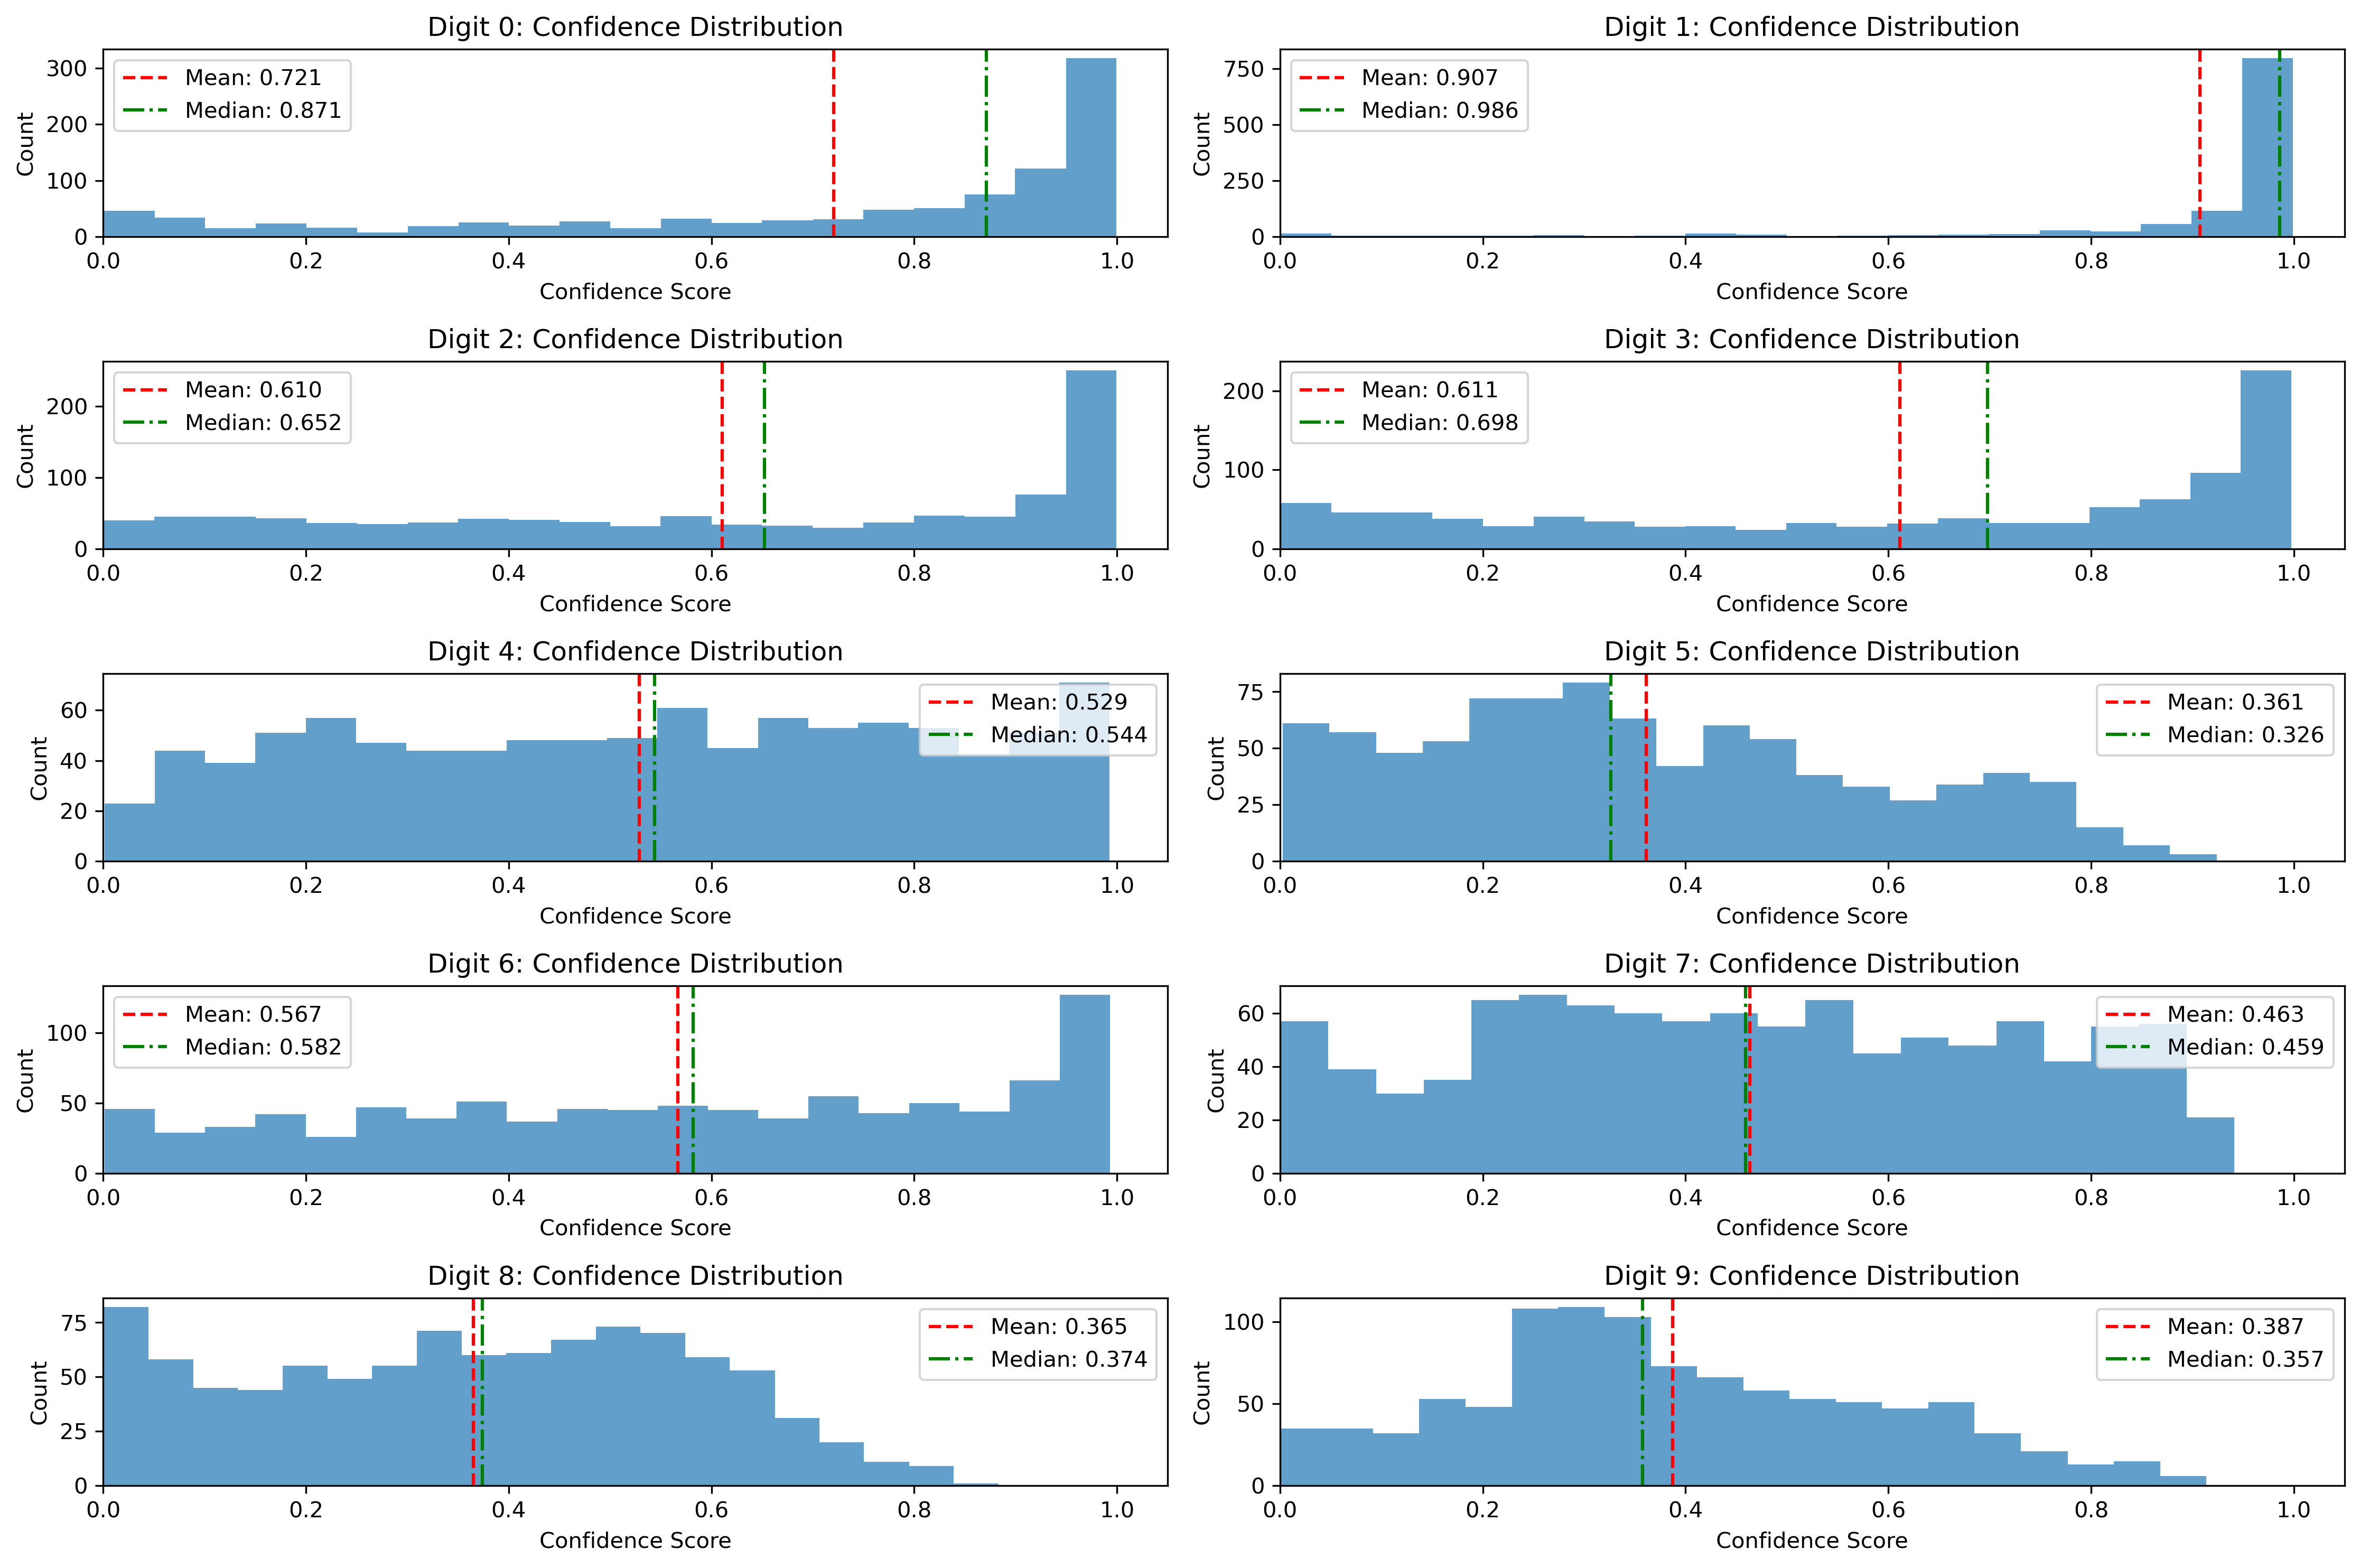 Digit 0: Confidence Distribution
Mean: 0.721
Median: 0.871
Count
300
200
100
0
0.0 0.2 0.4 0.6 0.8 1.0
Confidence Score
Digit 1: Confidence Distribution
Mean: 0.907
Median: 0.986
Count
750
500
250
0
0.0 0.2 0.4 0.6 0.8 1.0
Confidence Score
Digit 2: Confidence Distribution
Mean: 0.610
Median: 0.652
Count
200
100
0
0.0 0.2 0.4 0.6 0.8 1.0
Confidence Score
Digit 3: Confidence Distribution
Mean: 0.611
Median: 0.698
Count
200
100
0
0.0 0.2 0.4 0.6 0.8 1.0
Confidence Score
Digit 4: Confidence Distribution
Mean: 0.529
Median: 0.544
Count
60
40
20
0
0.0 0.2 0.4 0.6 0.8 1.0
Confidence Score
Digit 5: Confidence Distribution
Mean: 0.361
Median: 0.326
Count
75
50
25
0
0.0 0.2 0.4 0.6 0.8 1.0
Confidence Score
Digit 6: Confidence Distribution
Mean: 0.567
Median: 0.582
Count
100
50
0
0.0 0.2 0.4 0.6 0.8 1.0
Confidence Score
Digit 7: Confidence Distribution
Mean: 0.463
Median: 0.459
Count
60
40
20
0
0.0 0.2 0.4 0.6 0.8 1.0
Confidence Score
Digit 8: Confidence Distribution
Mean: 0.365
Median: 0.374
Count
75
50
25
0
0.0 0.2 0.4 0.6 0.8 1.0
Confidence Score
Digit 9: Confidence Distribution
Mean: 0.387
Median: 0.357
Count
100
50
0
0.0 0.2 0.4 0.6 0.8 1.0
Confidence Score